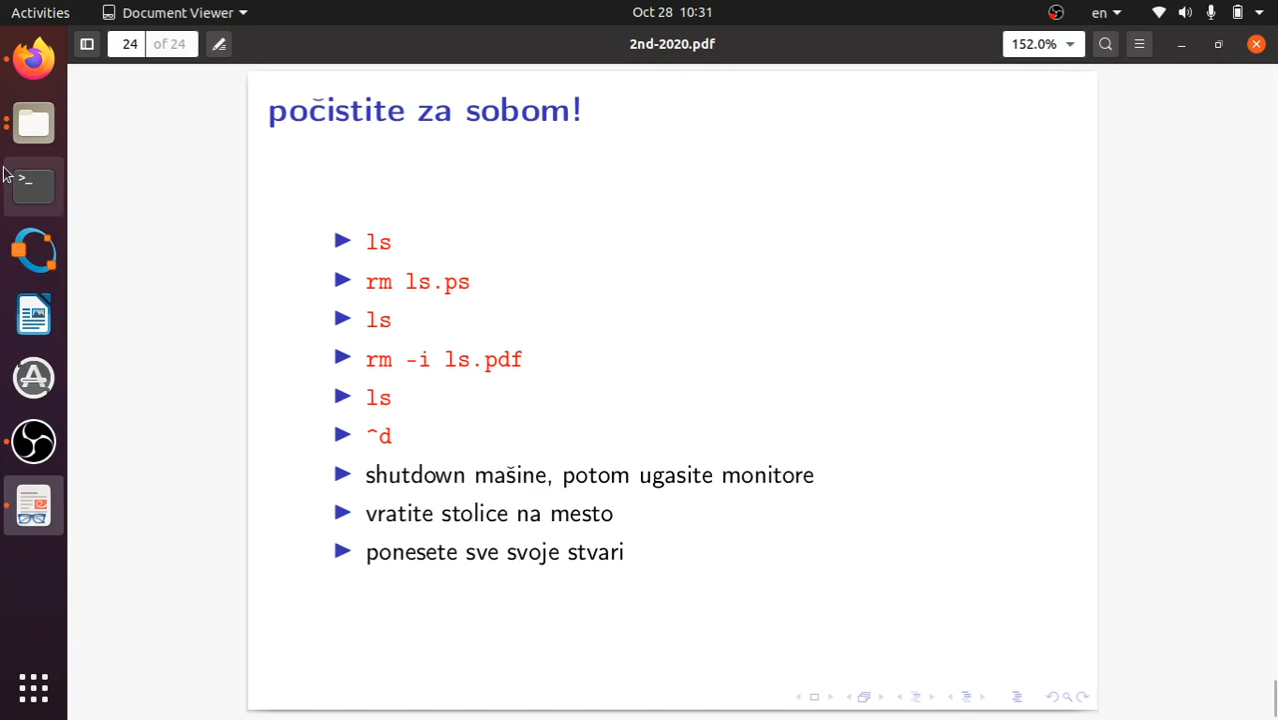 Activities Document Viewer Oct 28 10:31 en
24 of 24 2nd-2020.pdf 152.0%
počistite za sobom!
>_
ls
rm ls.ps
ls
rm -i ls.pdf
ls
^d
shutdown mašine, potom ugasite monitore
vratite stolice na mesto
ponesete sve svoje stvari